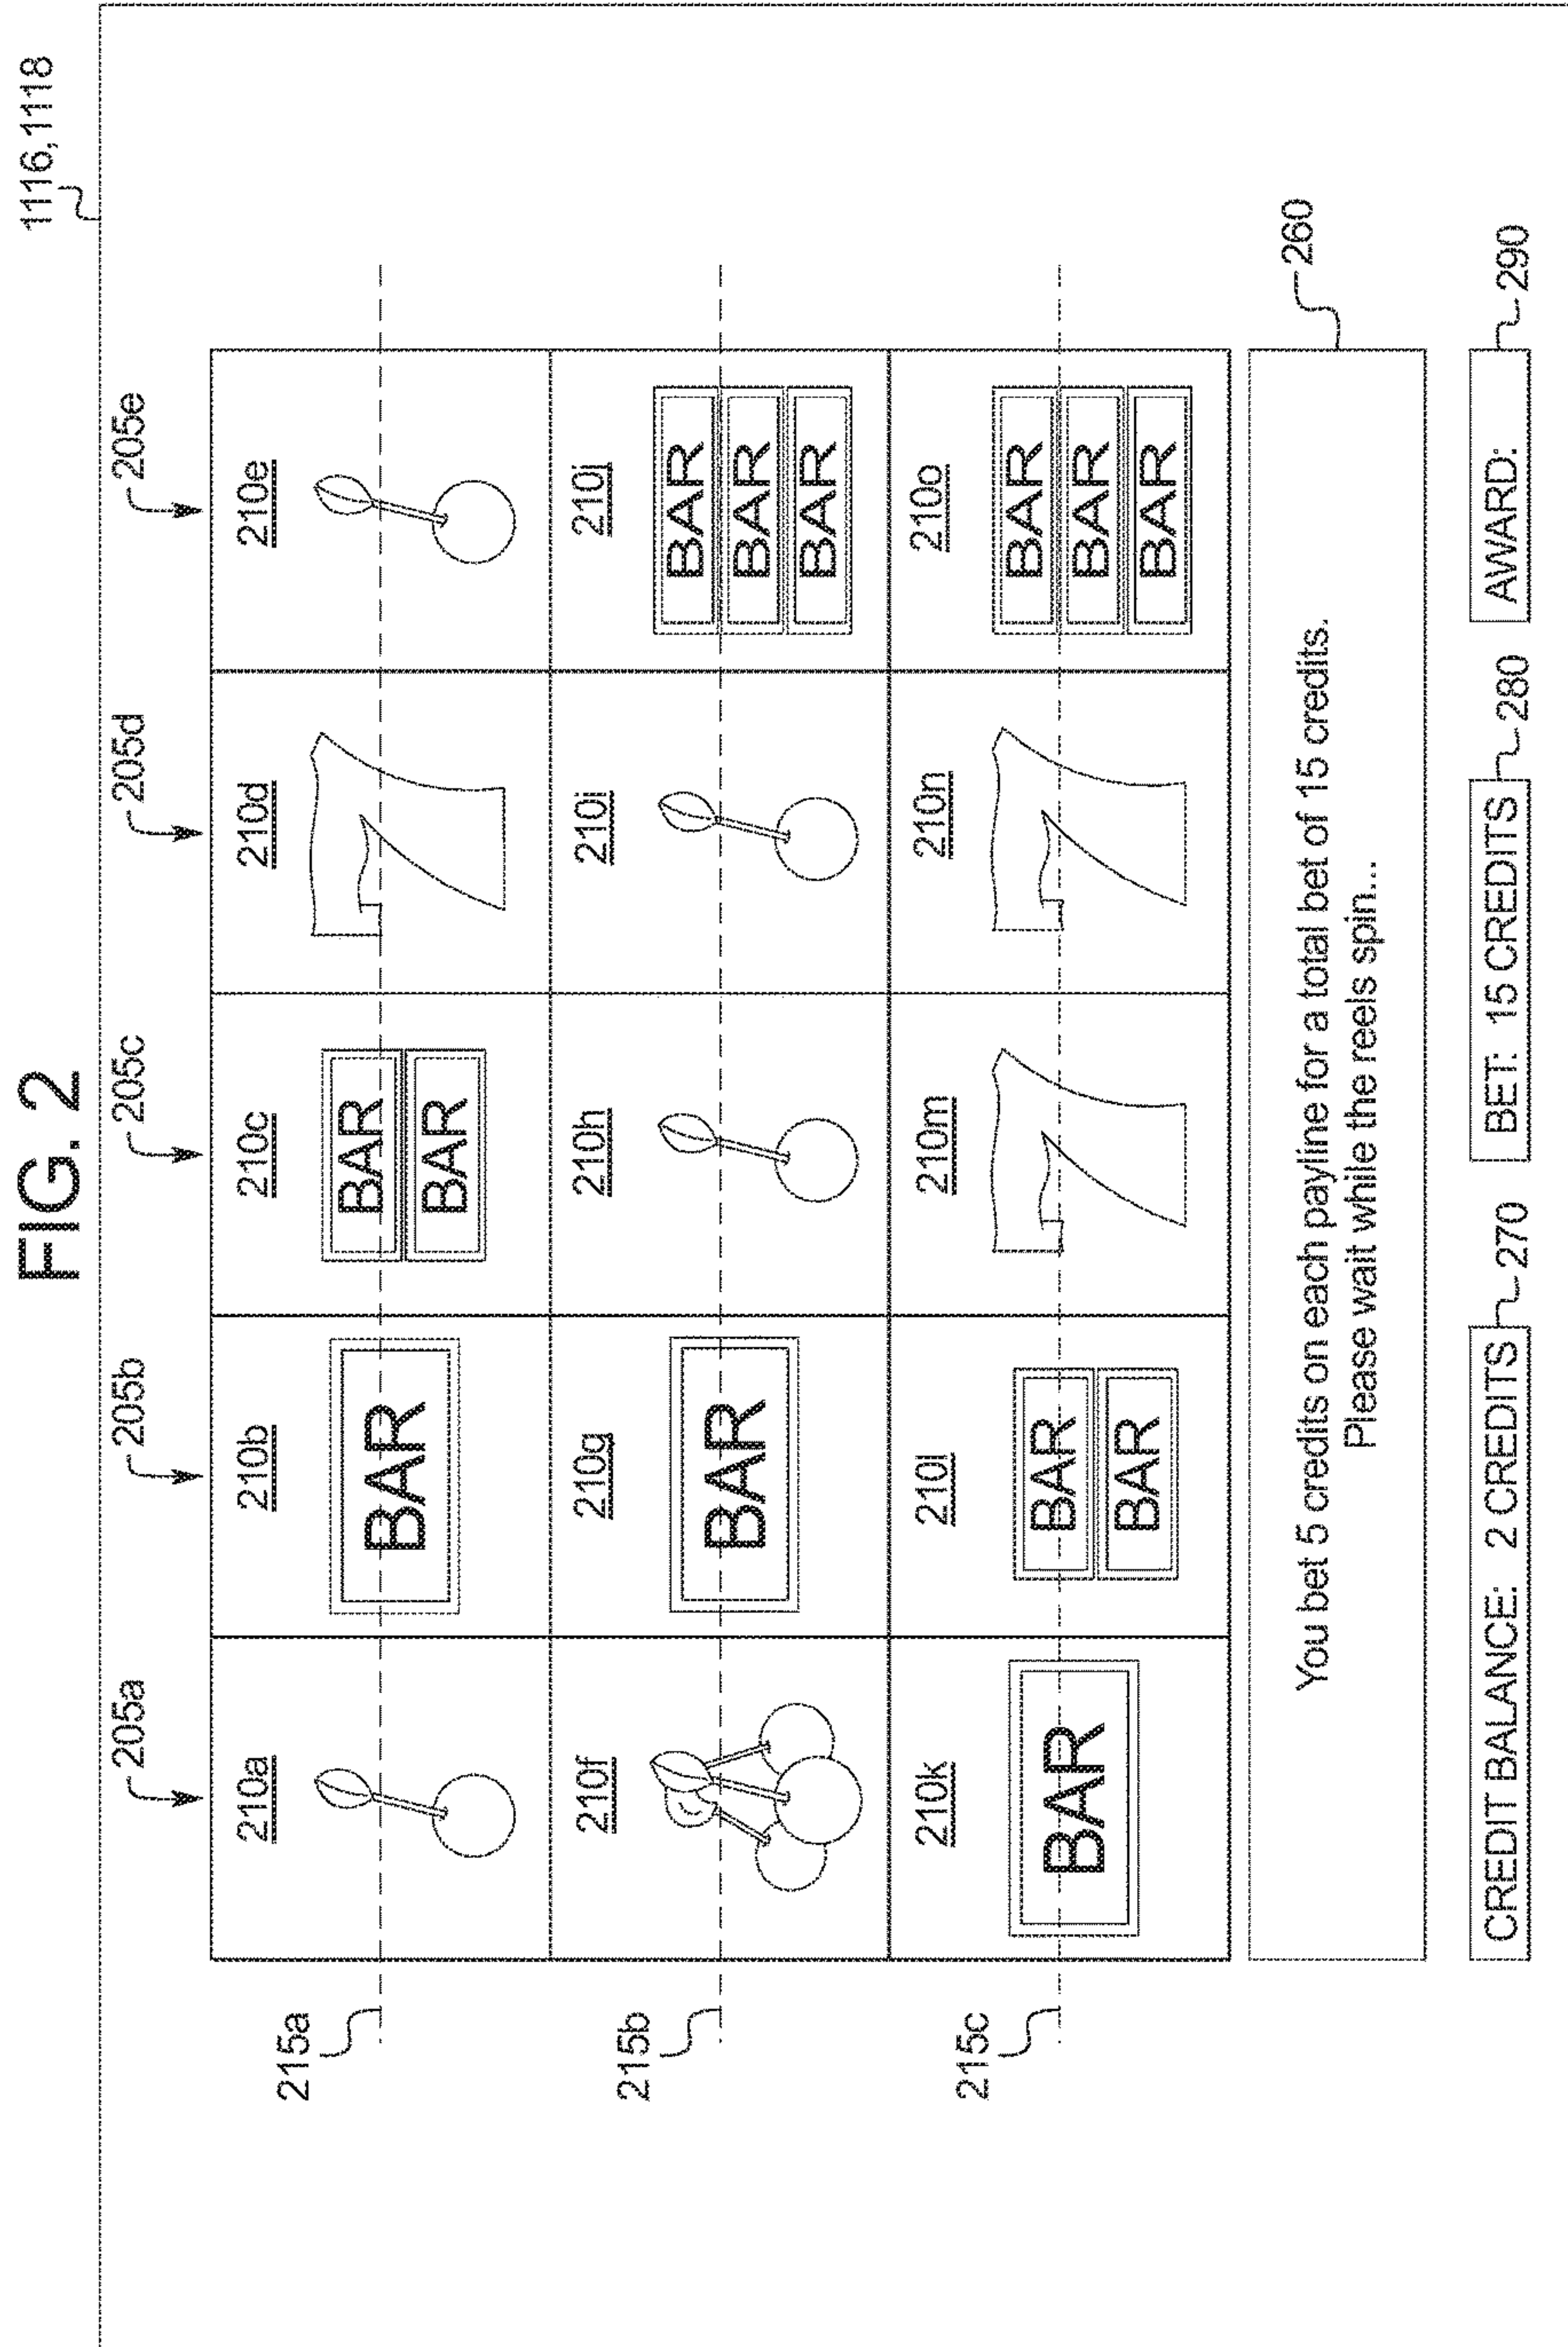 FIG. 2
1116,1118
205a 205b 205c 205d 205e
215a
210a 210b 210c 210d 210e
BAR
BAR
BAR
215b
210f 210g 210h 210i 210j
BAR
BAR
BAR
BAR
215c
210k 210l 210m 210n 210o
BAR
BAR
BAR
BAR
BAR
BAR
You bet 5 credits on each payline for a total bet of 15 credits.
Please wait while the reels spin...
260
CREDIT BALANCE: 2 CREDITS 270 BET: 15 CREDITS 280 AWARD: 290